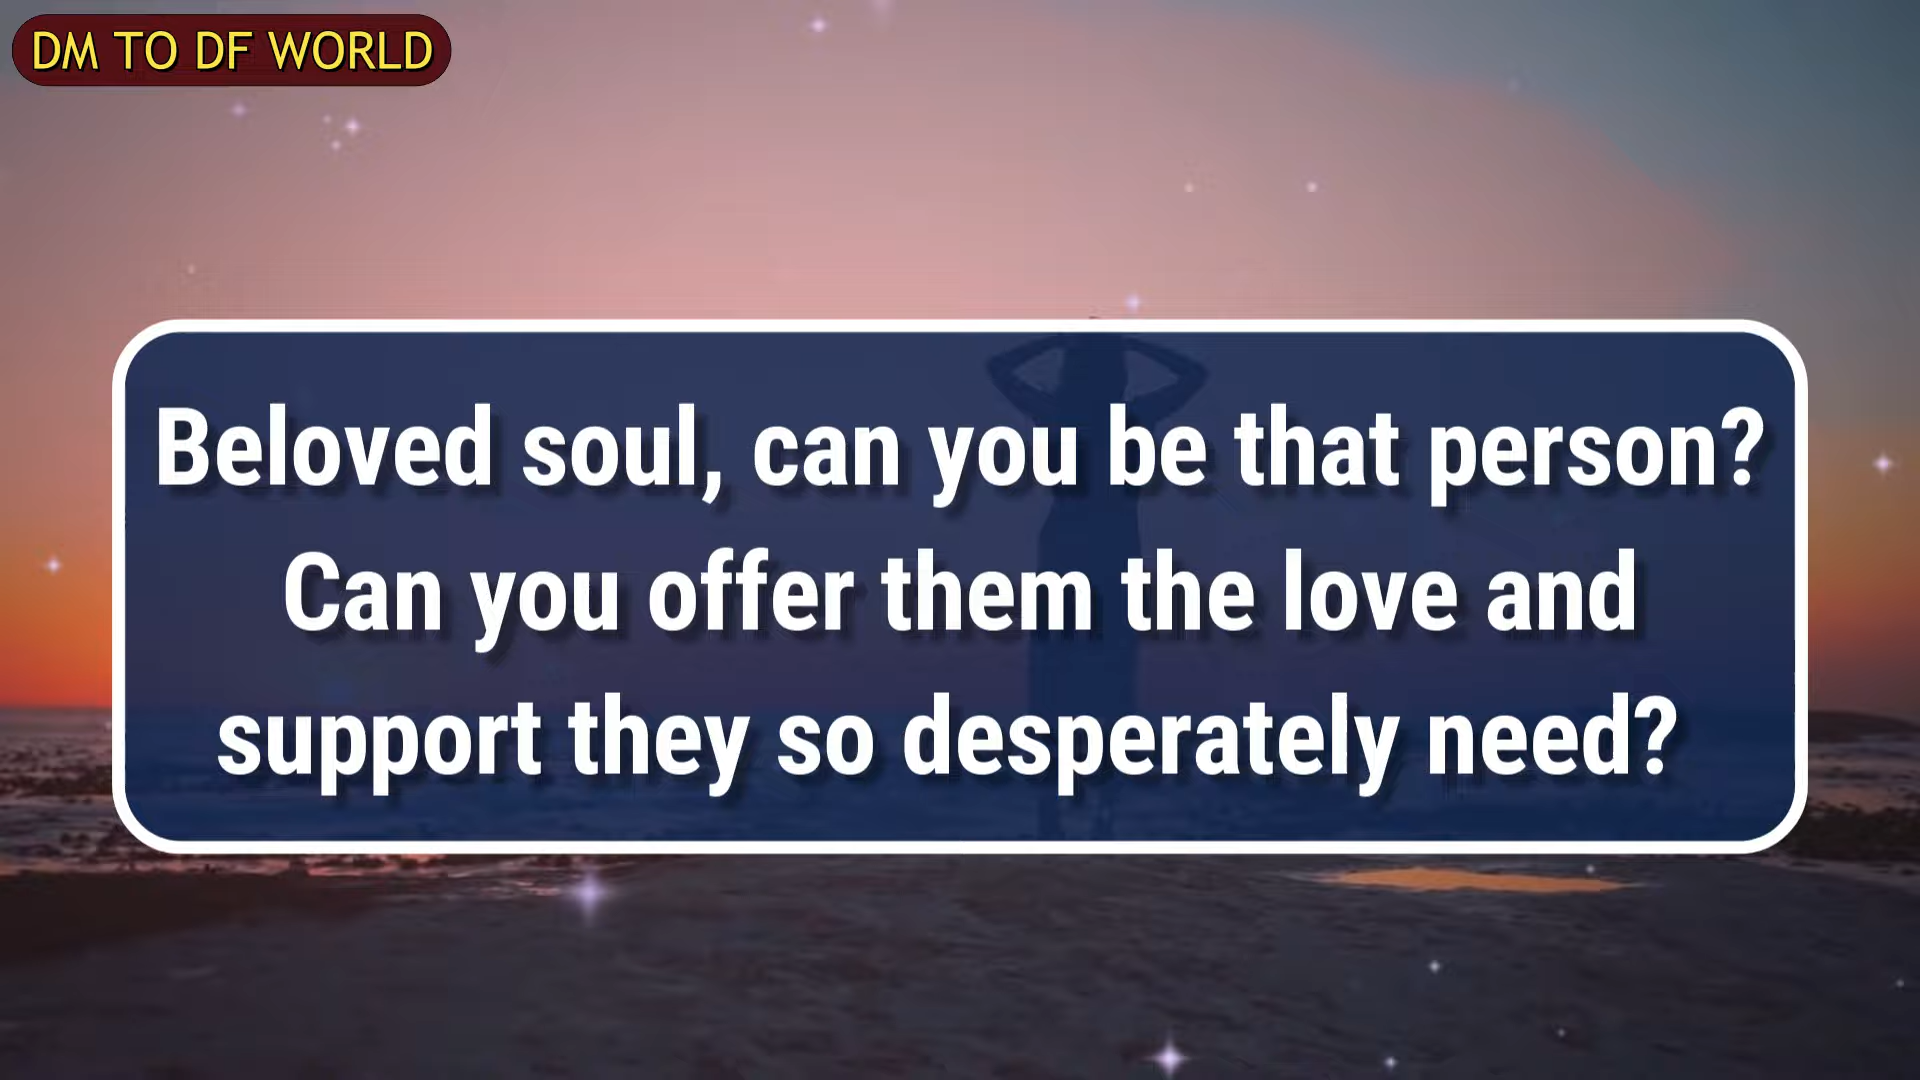 DM TO DF WORLD
Beloved soul, can you be that person?
Can you offer them the love and
support they so desperately need?